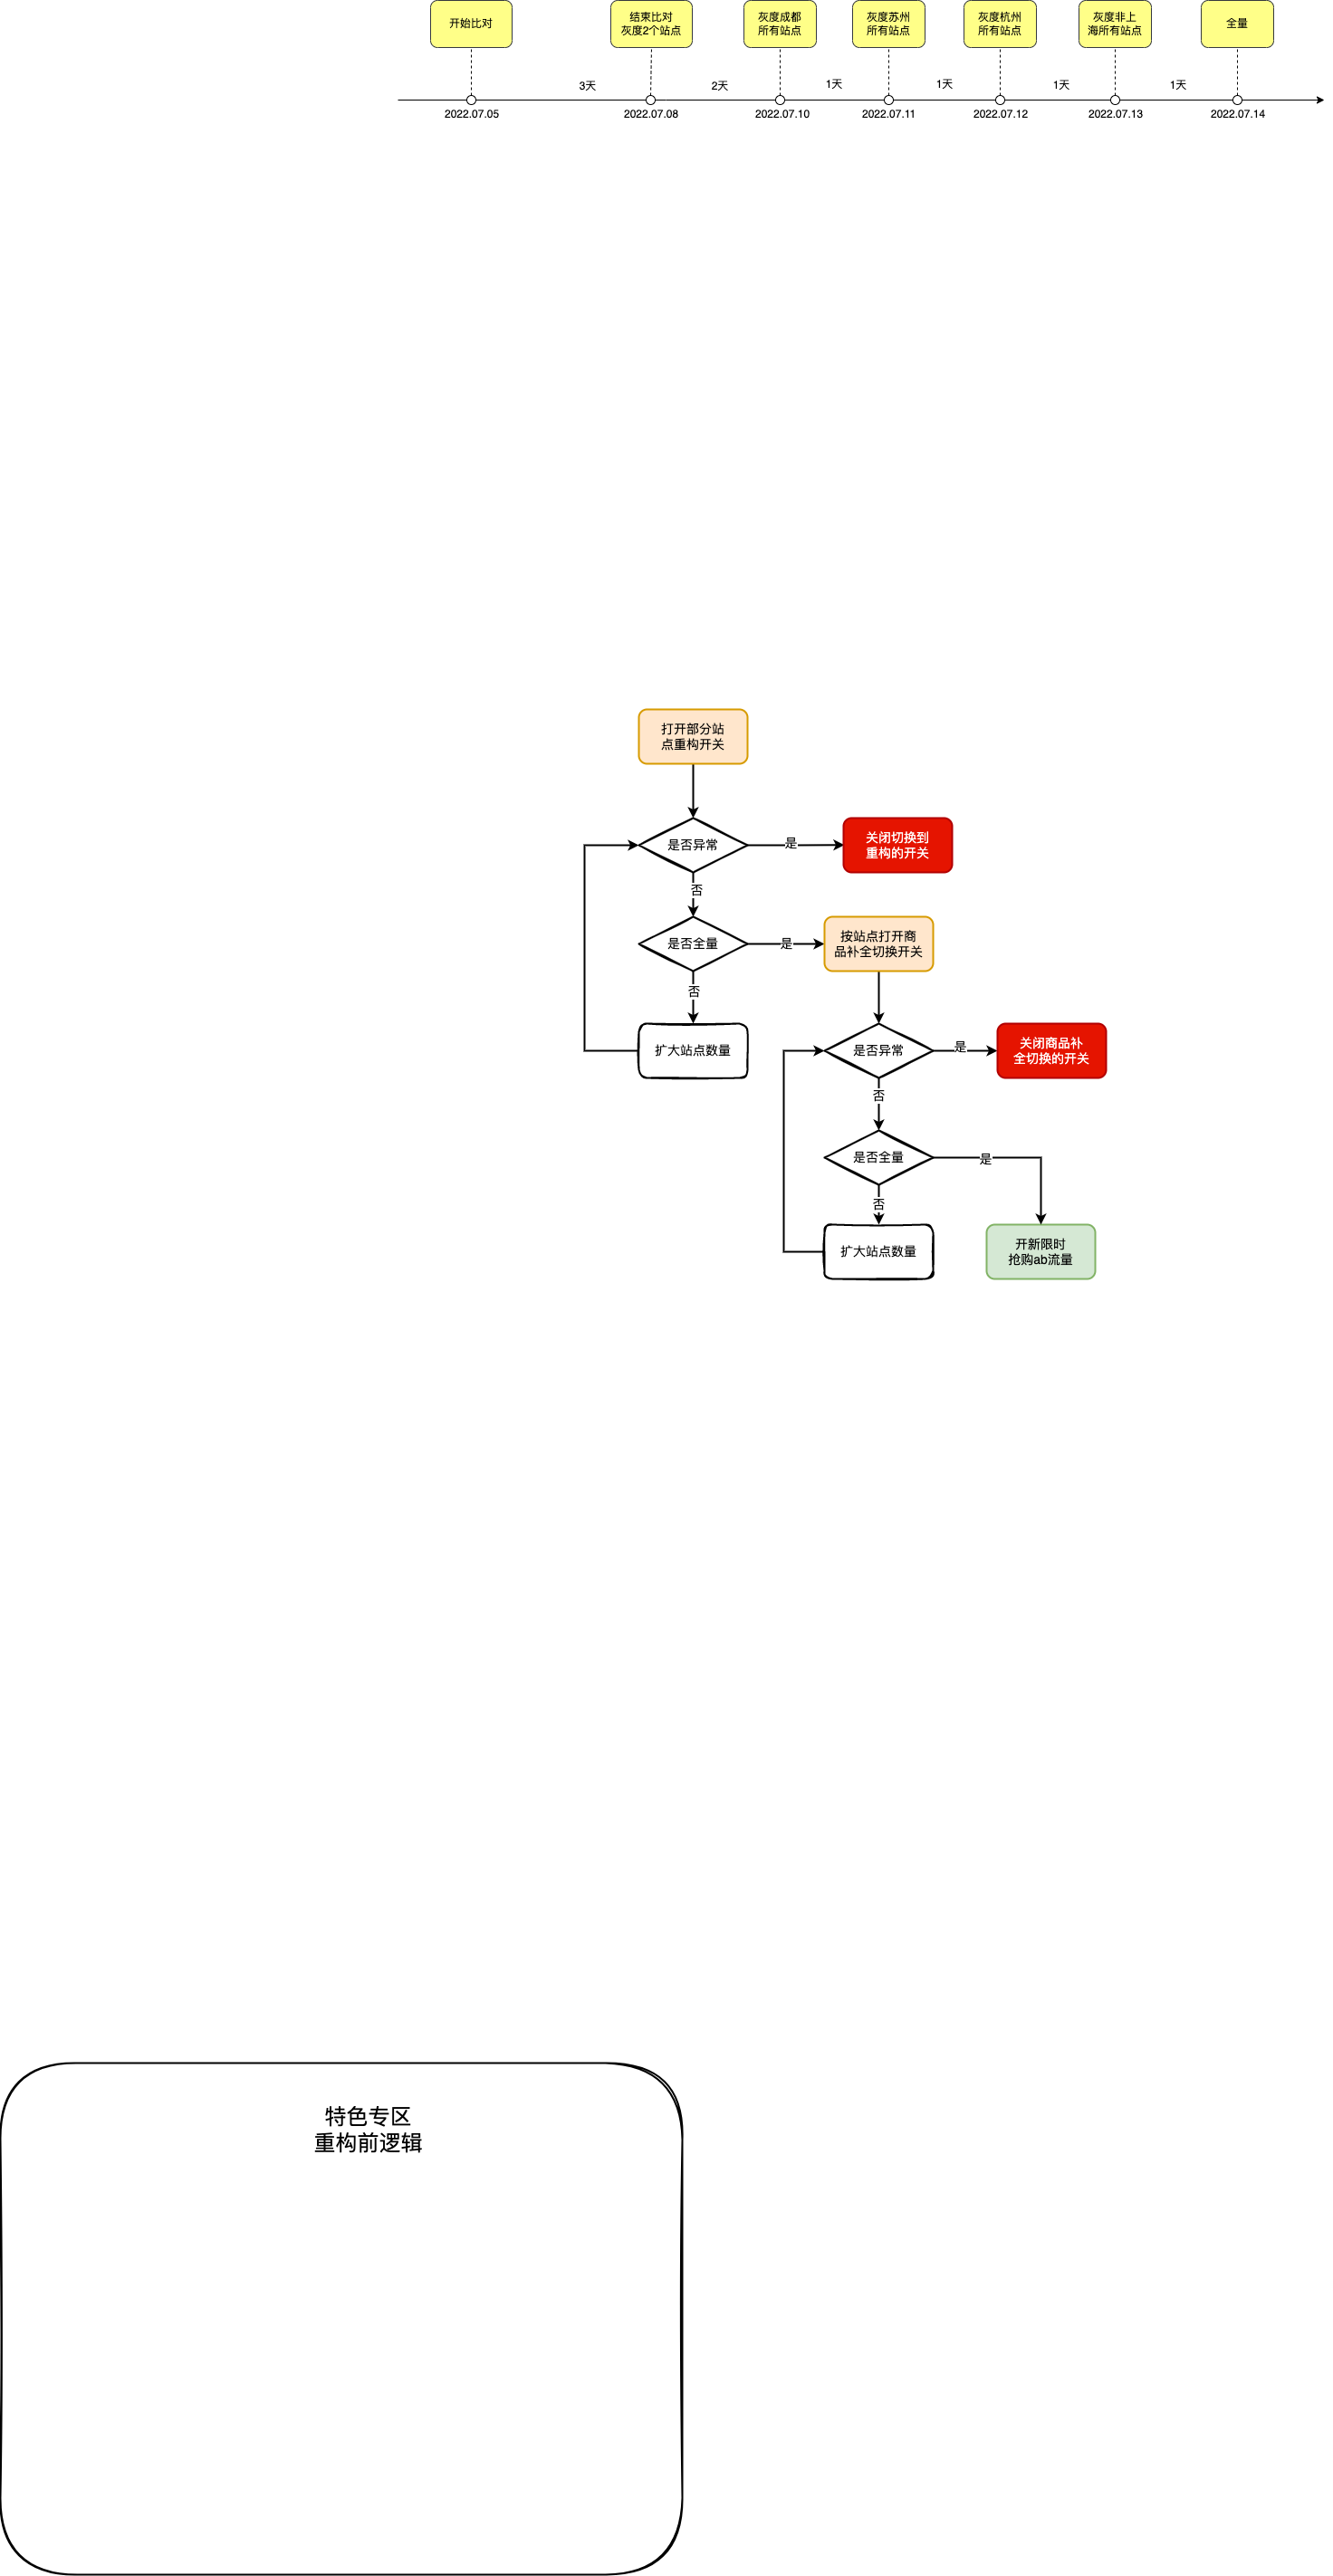 开始比对
结束比对
灰度2个站点
灰度成都
所有站点
灰度苏州
所有站点
灰度杭州
所有站点
灰度非上
海所有站点
全量
3天
2天
1天
1天
1天
1天
2022.07.05
2022.07.08
2022.07.10
2022.07.11
2022.07.12
2022.07.13
2022.07.14
打开部分站
点重构开关
是否异常
是
关闭切换到
重构的开关
否
是否全量
是
按站点打开商
品补全切换开关
否
扩大站点数量
是否异常
是
关闭商品补
全切换的开关
否
是否全量
是
否
扩大站点数量
开新限时
抢购ab流量
特色专区
重构前逻辑